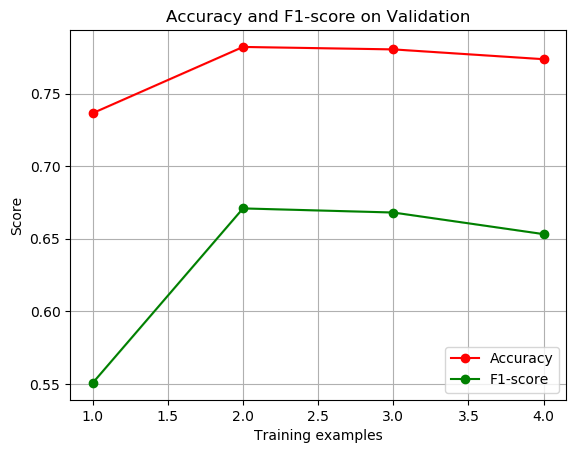 Accuracy and F1-score on Validation
0.75
0.70
0.65
0.60
0.55
Score
1.0 1.5 2.0 2.5 3.0 3.5 4.0
Training examples
Accuracy
F1-score